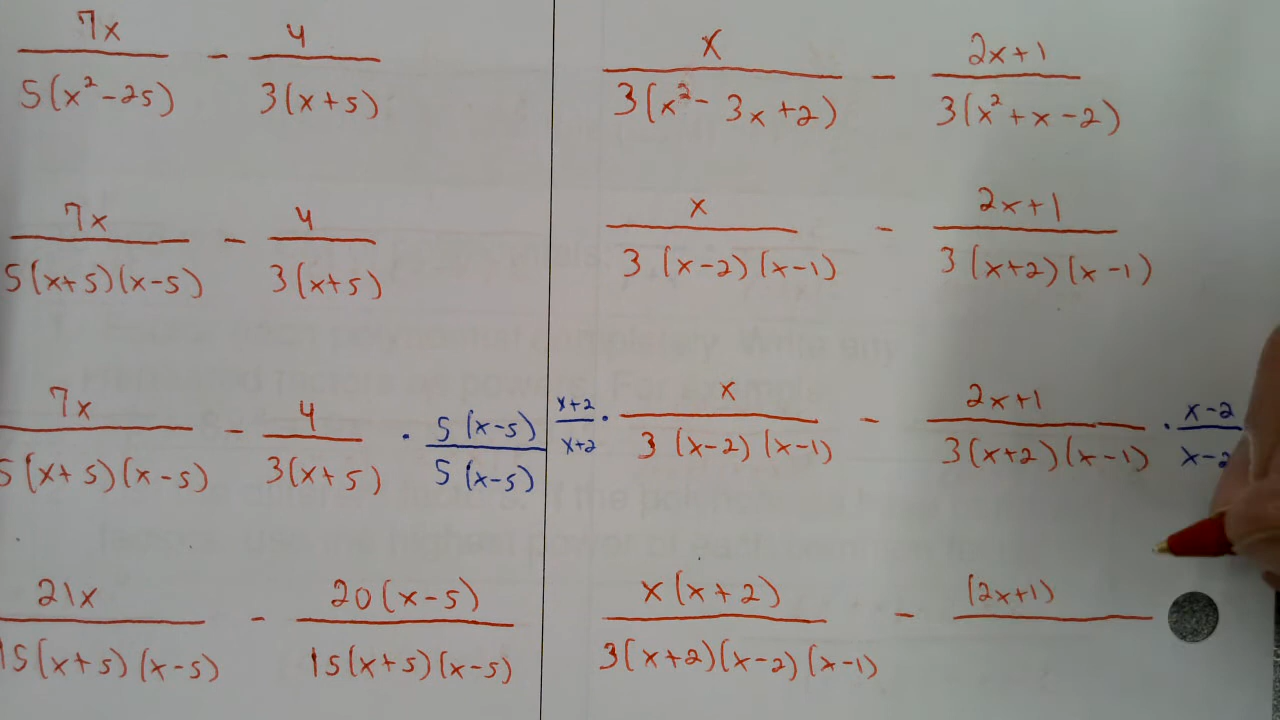 7x / 5(x²-25) - 4 / 3(x+5)
7x / 5(x+5)(x-5) - 4 / 3(x+5)
7x / 5(x+5)(x-5) - 4 / 3(x+5) · 5(x-5) / 5(x-5)
21x / 15(x+5)(x-5) - 20(x-5) / 15(x+5)(x-5)
x / 3(x²-3x+2) - 2x+1 / 3(x²+x-2)
x / 3(x-2)(x-1) - 2x+1 / 3(x+2)(x-1)
x+2 / x+2 · x / 3(x-2)(x-1) - 2x+1 / 3(x+2)(x-1) · x-2 / x-2
x(x+2) / 3(x+2)(x-2)(x-1) - (2x+1)